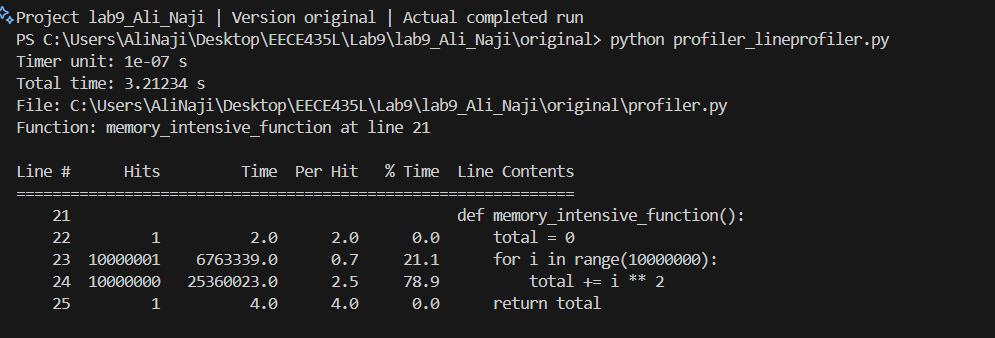 Project lab9_Ali_Naji | Version original | Actual completed run
PS C:\Users\AliNaji\Desktop\EECE435L\Lab9\lab9_Ali_Naji\original> python profiler_lineprofiler.py
Timer unit: 1e-07 s
Total time: 3.21234 s
File: C:\Users\AliNaji\Desktop\EECE435L\Lab9\lab9_Ali_Naji\original\profiler.py
Function: memory_intensive_function at line 21
Line #      Hits         Time  Per Hit   % Time  Line Contents
==============================================================
    21                                           def memory_intensive_function():
    22         1          2.0      2.0      0.0      total = 0
    23  10000001    6763339.0      0.7     21.1      for i in range(10000000):
    24  10000000   25360023.0      2.5     78.9          total += i ** 2
    25         1          4.0      4.0      0.0      return total